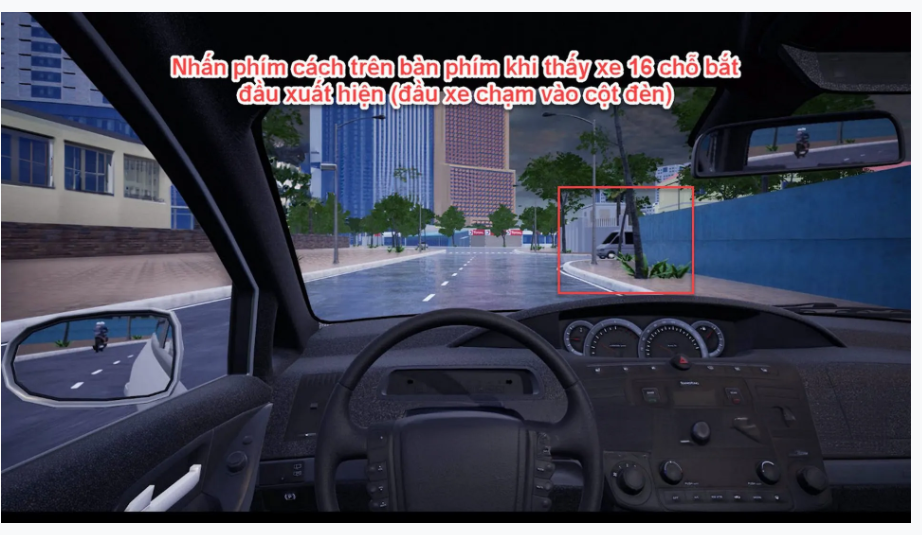 Nhấn phím cách trên bàn phím khi thấy xe 16 chỗ bắt
đầu xuất hiện (đầu xe chạm vào cột đèn)